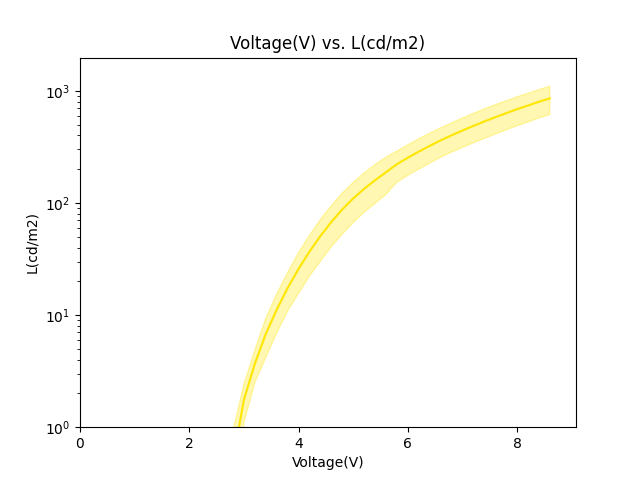 Voltage(V) vs. L(cd/m2)
L(cd/m2)
10³
10²
10¹
10⁰
0 2 4 6 8
Voltage(V)